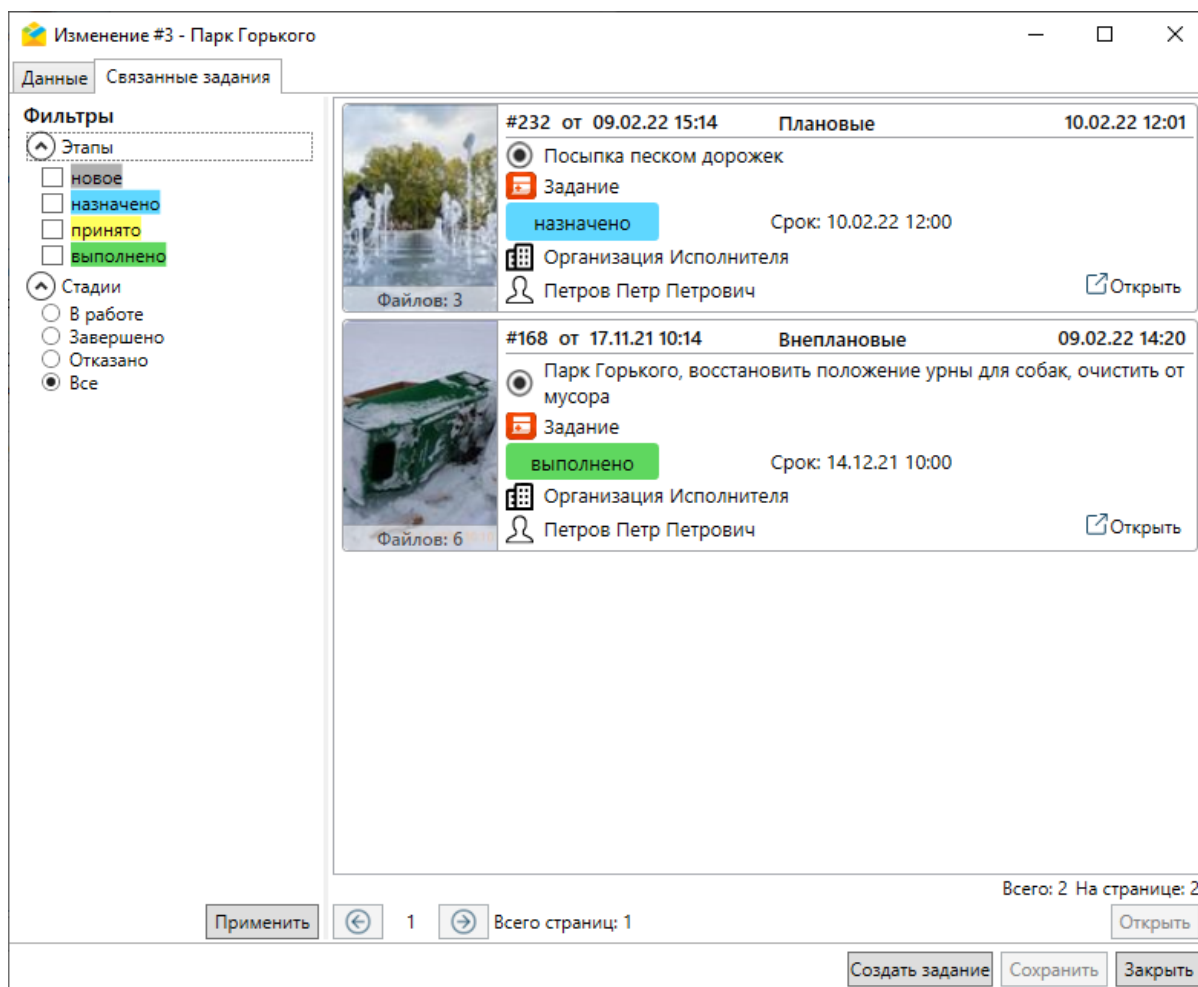 Изменение #3 - Парк Горького
Данные
Связанные задания
Фильтры
Этапы
новое
назначено
принято
выполнено
Стадии
В работе
Завершено
Отказано
Все
Применить
#232 от 09.02.22 15:14 Плановые 10.02.22 12:01
Посыпка песком дорожек
Задание
назначено Срок: 10.02.22 12:00
Организация Исполнителя
Петров Петр Петрович
Файлов: 3
Открыть
#168 от 17.11.21 10:14 Внеплановые 09.02.22 14:20
Парк Горького, восстановить положение урны для собак, очистить от
мусора
Задание
выполнено Срок: 14.12.21 10:00
Организация Исполнителя
Петров Петр Петрович
Файлов: 6
Открыть
Всего: 2 На странице: 2
1 Всего страниц: 1
Открыть
Создать задание Сохранить Закрыть